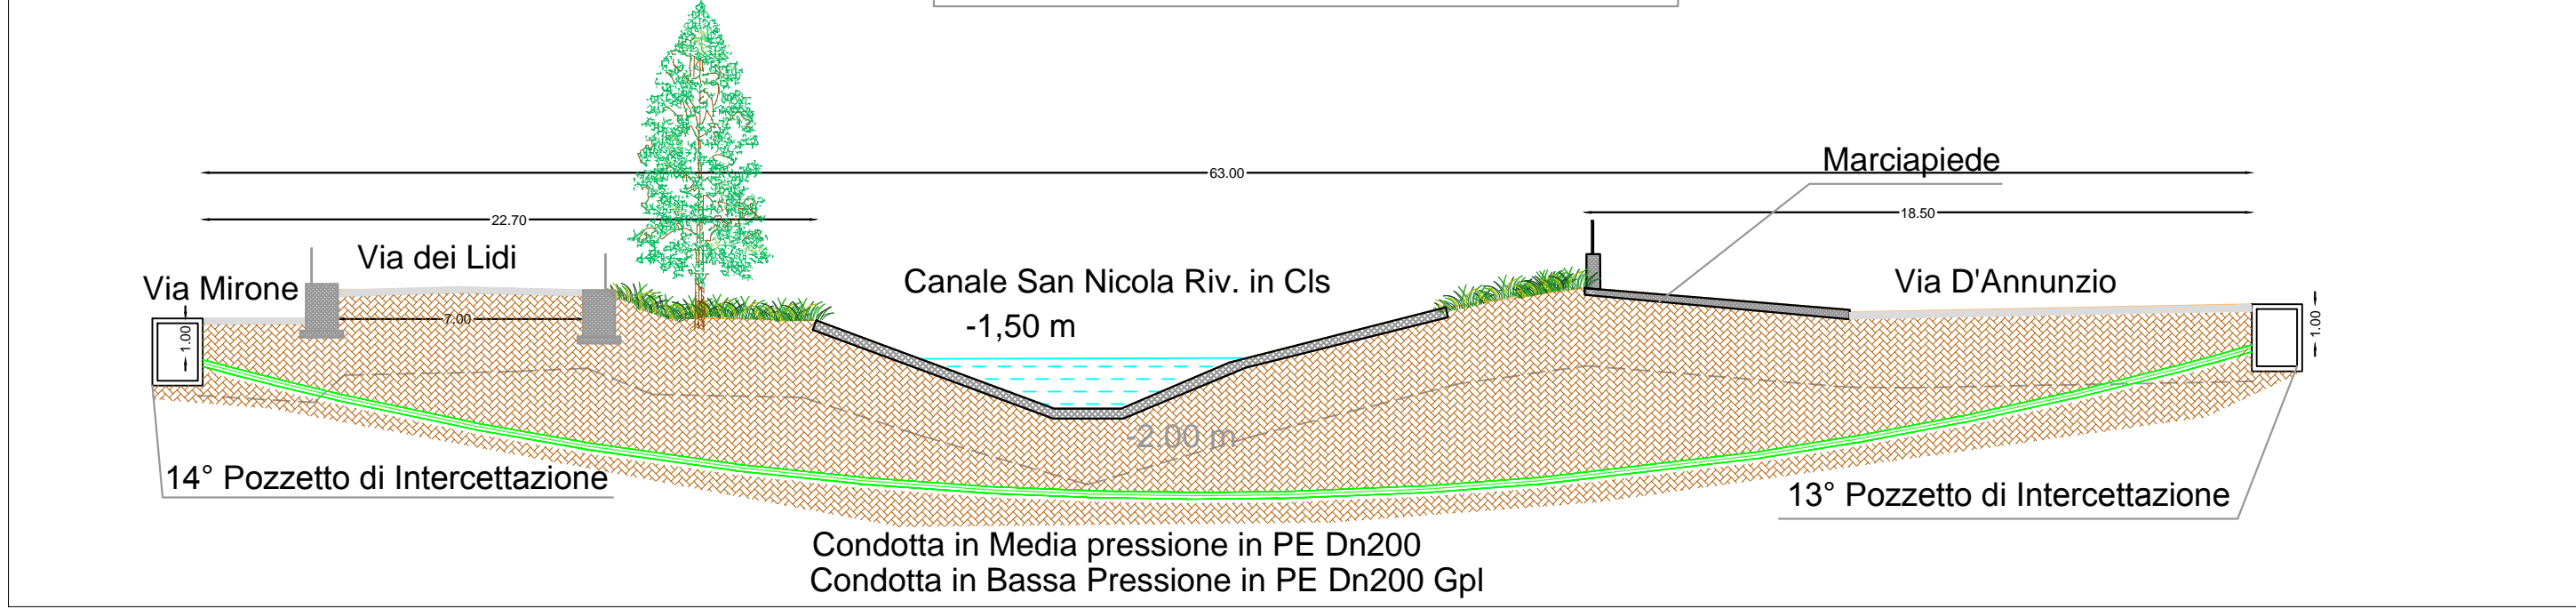 Marciapiede
63.00
22.70
18.50
Via dei Lidi
Via Mirone
Canale San Nicola Riv. in Cls
-1,50 m
Via D'Annunzio
7.00
1.00
1.00
-2.00 m
14° Pozzetto di Intercettazione
13° Pozzetto di Intercettazione
Condotta in Media pressione in PE Dn200
Condotta in Bassa Pressione in PE Dn200 Gpl